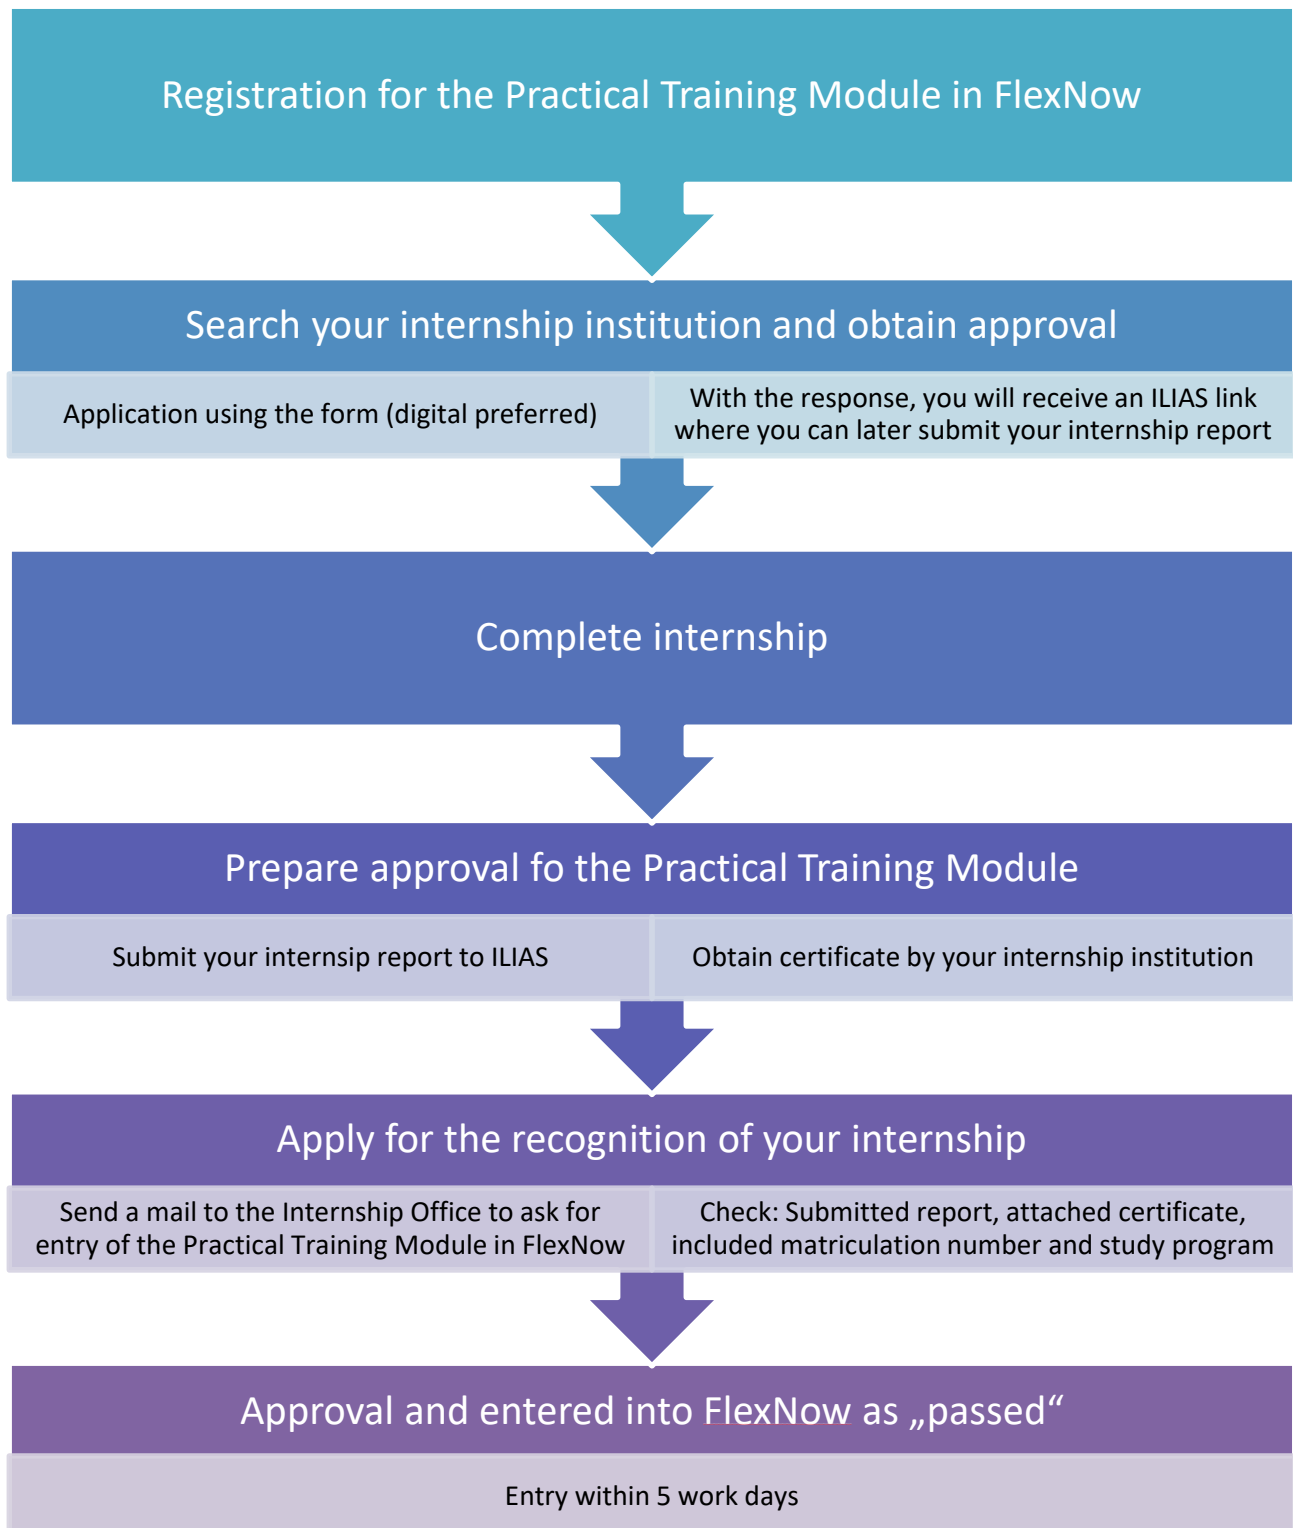 Registration for the Practical Training Module in FlexNow
Search your internship institution and obtain approval
Application using the form (digital preferred)
With the response, you will receive an ILIAS link
where you can later submit your internship report
Complete internship
Prepare approval fo the Practical Training Module
Submit your internsip report to ILIAS
Obtain certificate by your internship institution
Apply for the recognition of your internship
Send a mail to the Internship Office to ask for
entry of the Practical Training Module in FlexNow
Check: Submitted report, attached certificate,
included matriculation number and study program
Approval and entered into FlexNow as „passed“
Entry within 5 work days